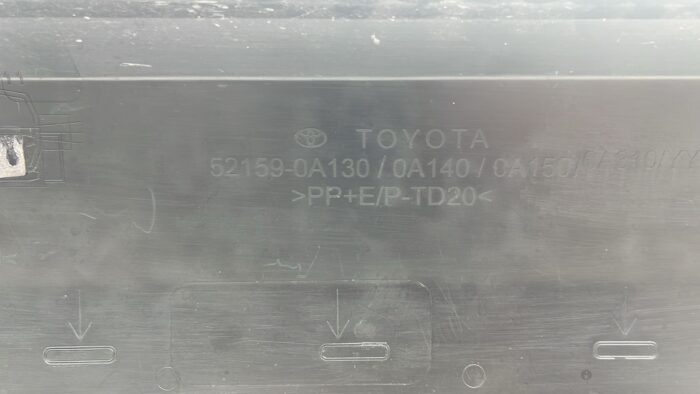 TOYOTA
52159-0A130 / 0A140 / 0A150
>PP+E/P-TD20<